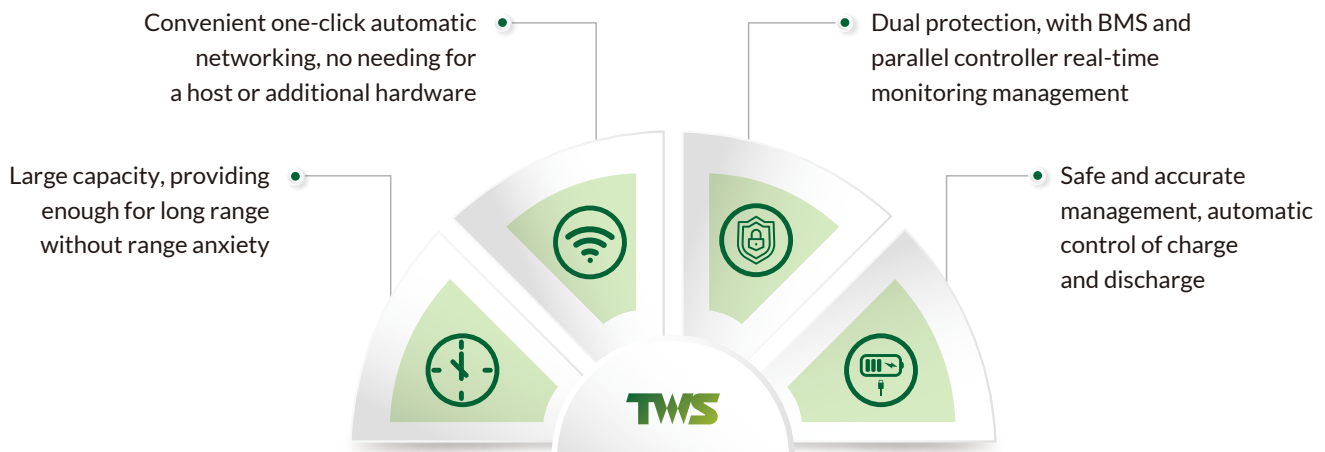 Convenient one-click automatic
networking, no needing for
a host or additional hardware
Dual protection, with BMS and
parallel controller real-time
monitoring management
Large capacity, providing
enough for long range
without range anxiety
Safe and accurate
management, automatic
control of charge
and discharge
TWS